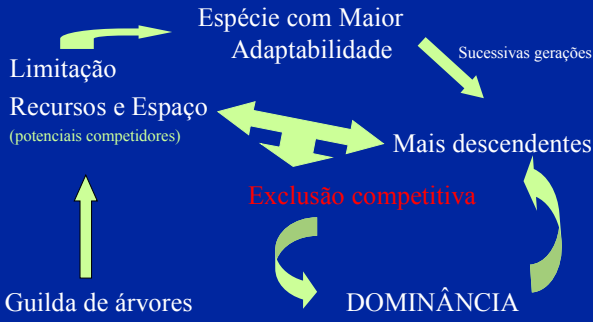 Espécie com Maior
Adaptabilidade
Sucessivas gerações
Limitação
Recursos e Espaço
(potenciais competidores)
Mais descendentes
Exclusão competitiva
Guilda de árvores
DOMINÂNCIA